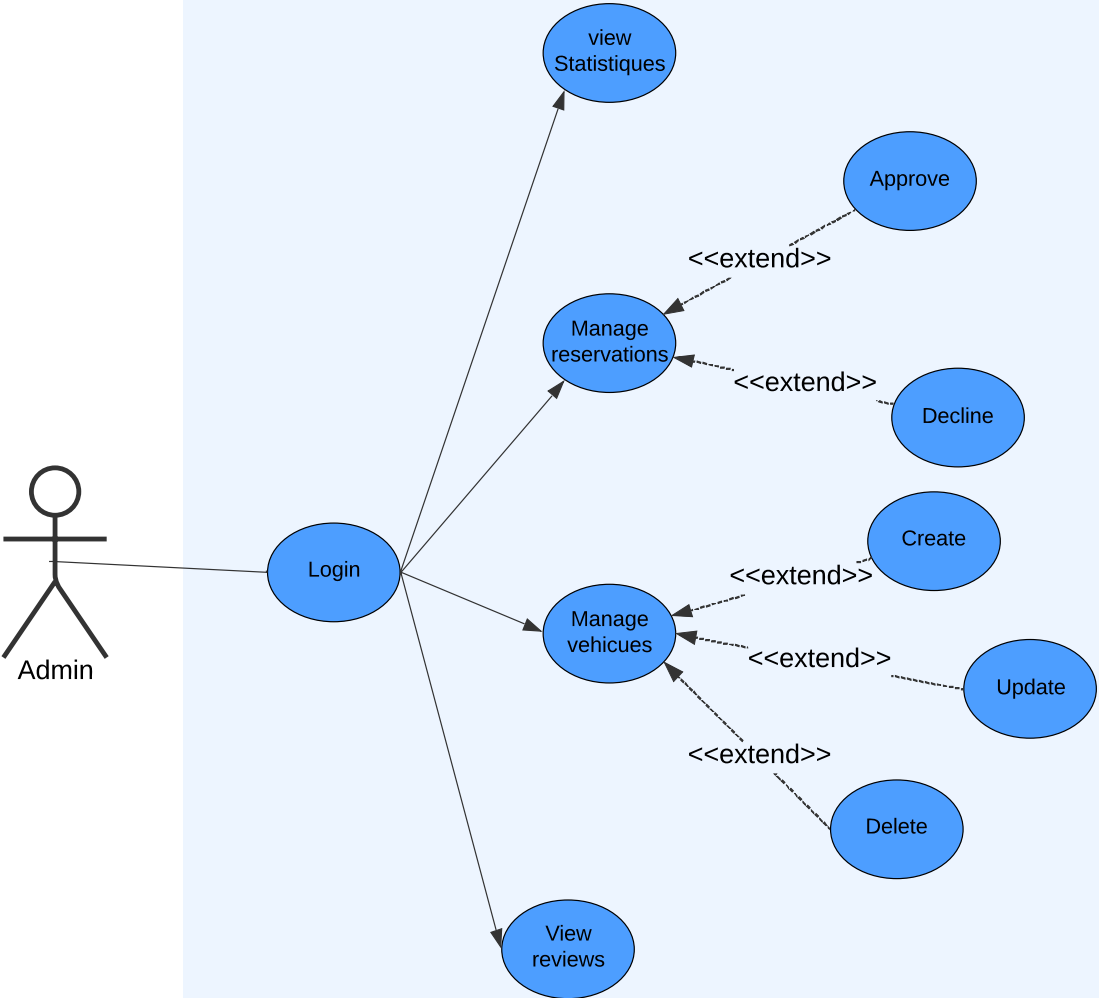 view
Statistiques
Approve
<<extend>>
Manage
reservations
<<extend>>
Decline
Create
<<extend>>
Login
Manage
vehicues
<<extend>>
Update
Admin
<<extend>>
Delete
View
reviews